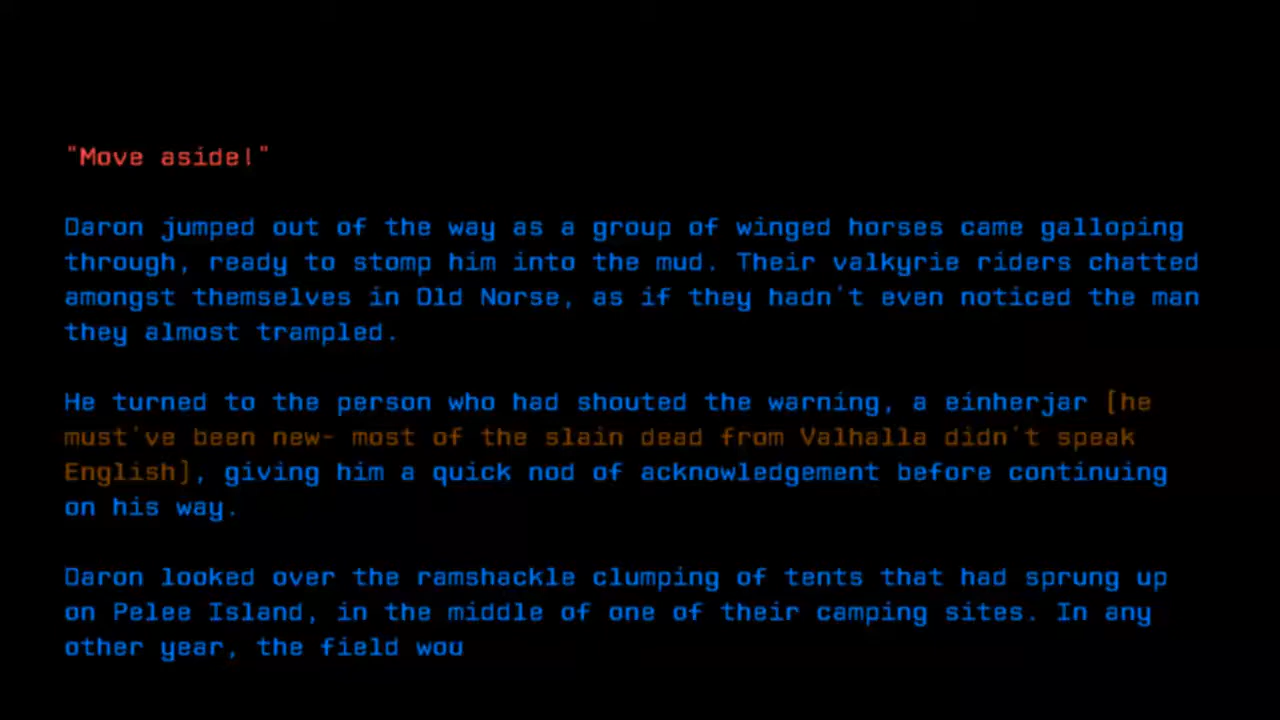 "Move aside!"
Daron jumped out of the way as a group of winged horses came galloping
through, ready to stomp him into the mud. Their valkyrie riders chatted
amongst themselves in Old Norse, as if they hadn't even noticed the man
they almost trampled.
He turned to the person who had shouted the warning, a einherjar [he
must've been new- most of the slain dead from Valhalla didn't speak
English], giving him a quick nod of acknowledgement before continuing
on his way.
Daron looked over the ramshackle clumping of tents that had sprung up
on Pelee Island, in the middle of one of their camping sites. In any
other year, the field wou